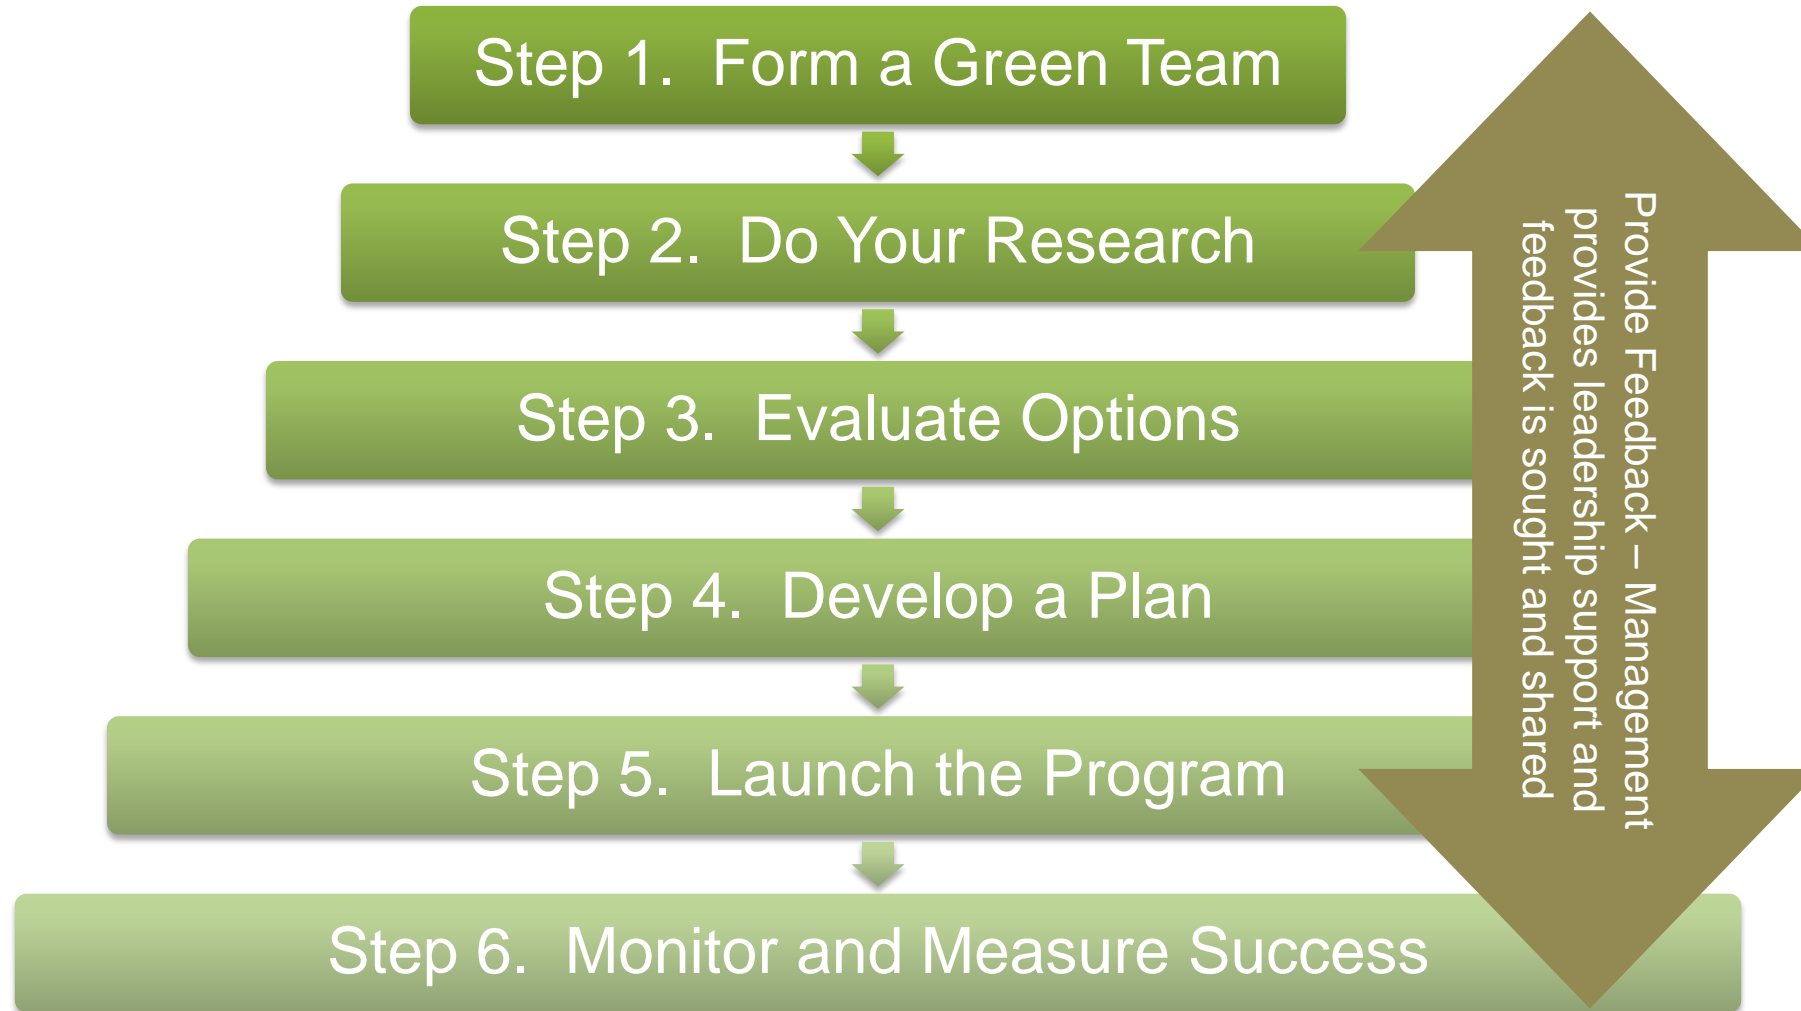 Step 1. Form a Green Team
Step 2. Do Your Research
Step 3. Evaluate Options
Step 4. Develop a Plan
Step 5. Launch the Program
Step 6. Monitor and Measure Success
Provide Feedback – Management
provides leadership support and
feedback is sought and shared